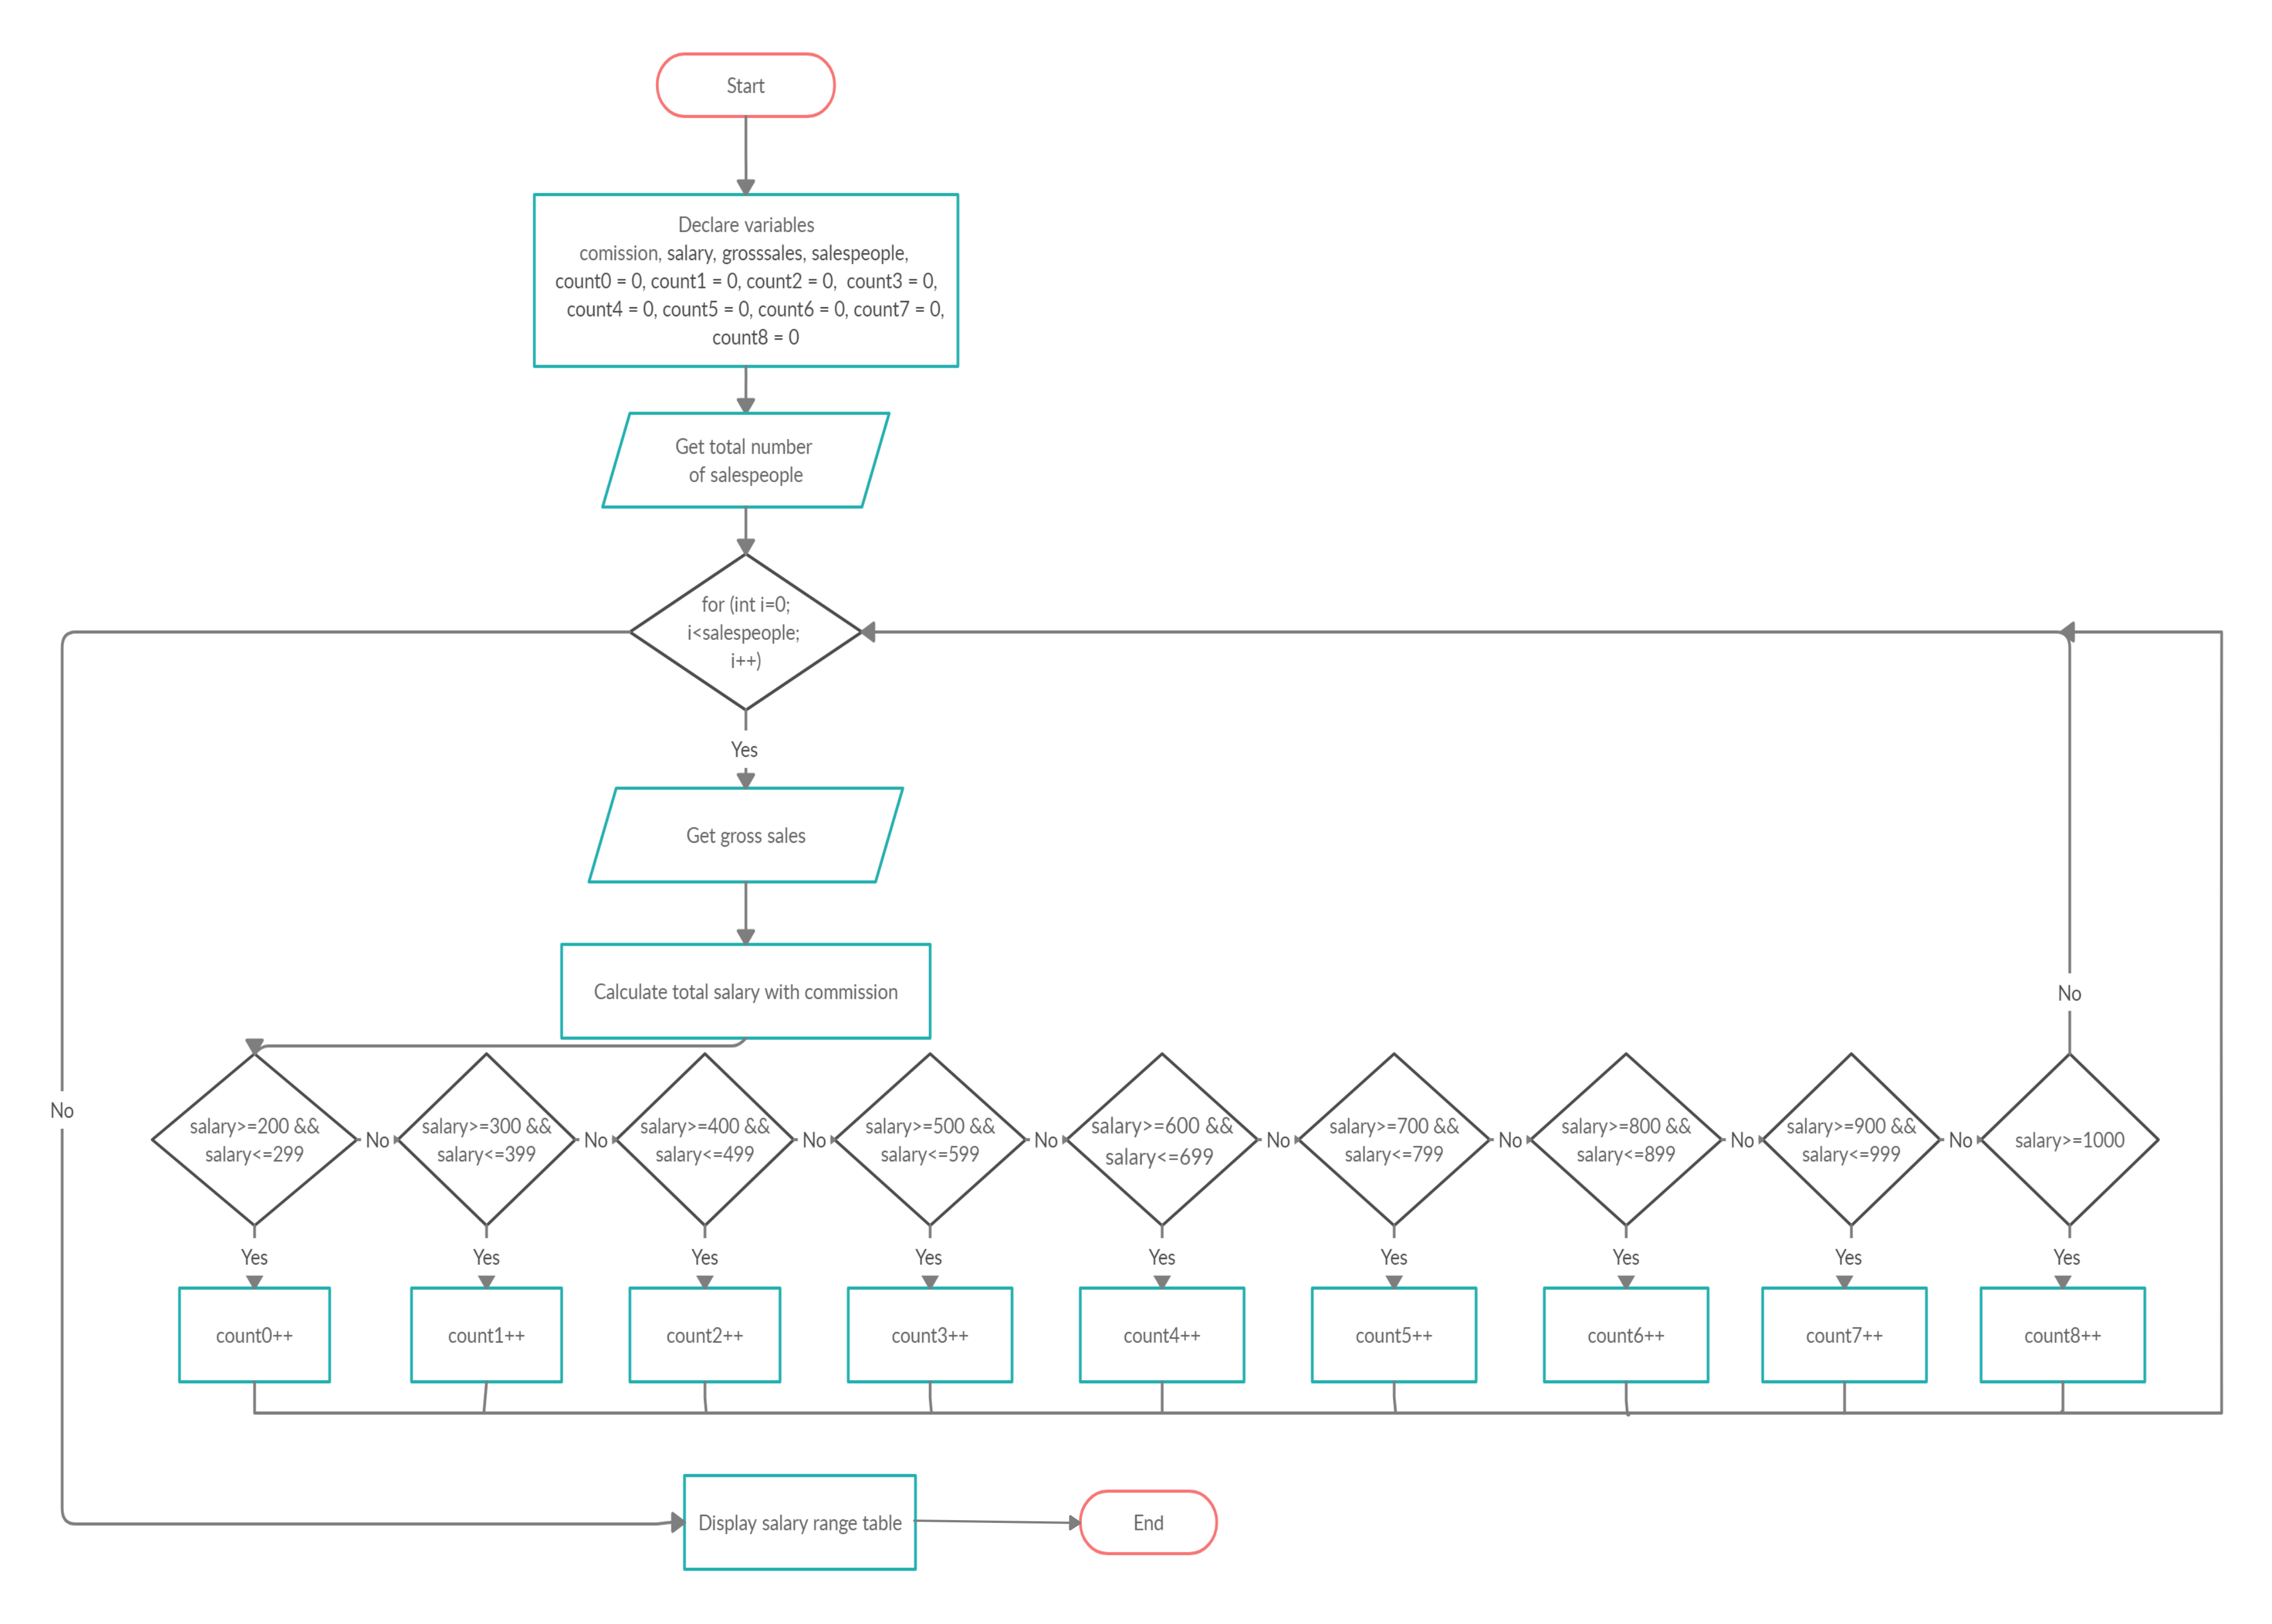 Start
Declare variables
comission, salary, grosssales, salespeople,
count0 = 0, count1 = 0, count2 = 0, count3 = 0,
count4 = 0, count5 = 0, count6 = 0, count7 = 0,
count8 = 0
Get total number
of salespeople
for (int i=0;
i<salespeople;
i++)
Yes
Get gross sales
Calculate total salary with commission
No
No
salary>=200 &&
salary<=299
No
salary>=300 &&
salary<=399
No
salary>=400 &&
salary<=499
No
salary>=500 &&
salary<=599
No
salary>=600 &&
salary<=699
No
salary>=700 &&
salary<=799
No
salary>=800 &&
salary<=899
No
salary>=900 &&
salary<=999
No
salary>=1000
Yes
Yes
Yes
Yes
Yes
Yes
Yes
Yes
Yes
count0++
count1++
count2++
count3++
count4++
count5++
count6++
count7++
count8++
Display salary range table
End